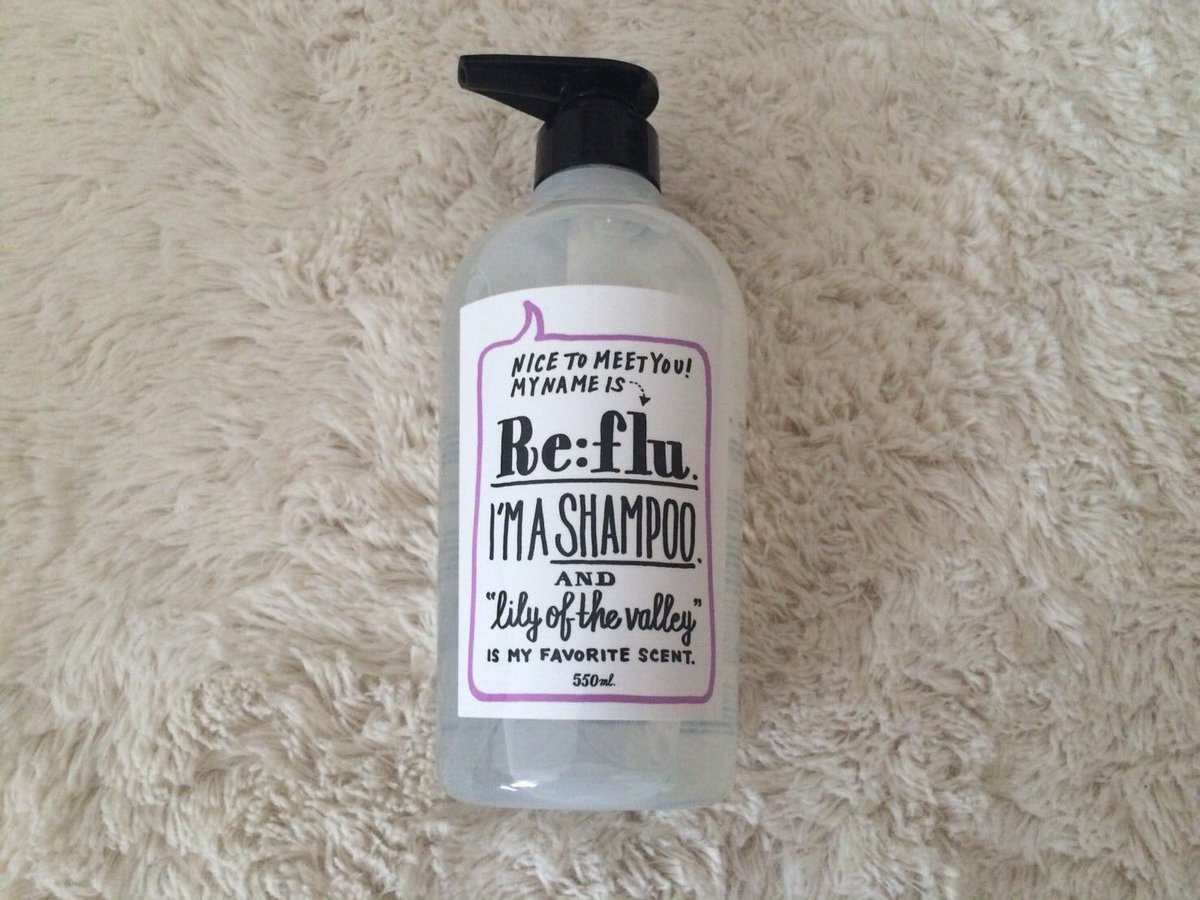 NICE TO MEET YOU!
MY NAME IS
Re:flu.
I'M A SHAMPOO.
AND
"lily of the valley"
IS MY FAVORITE SCENT.
550ml.